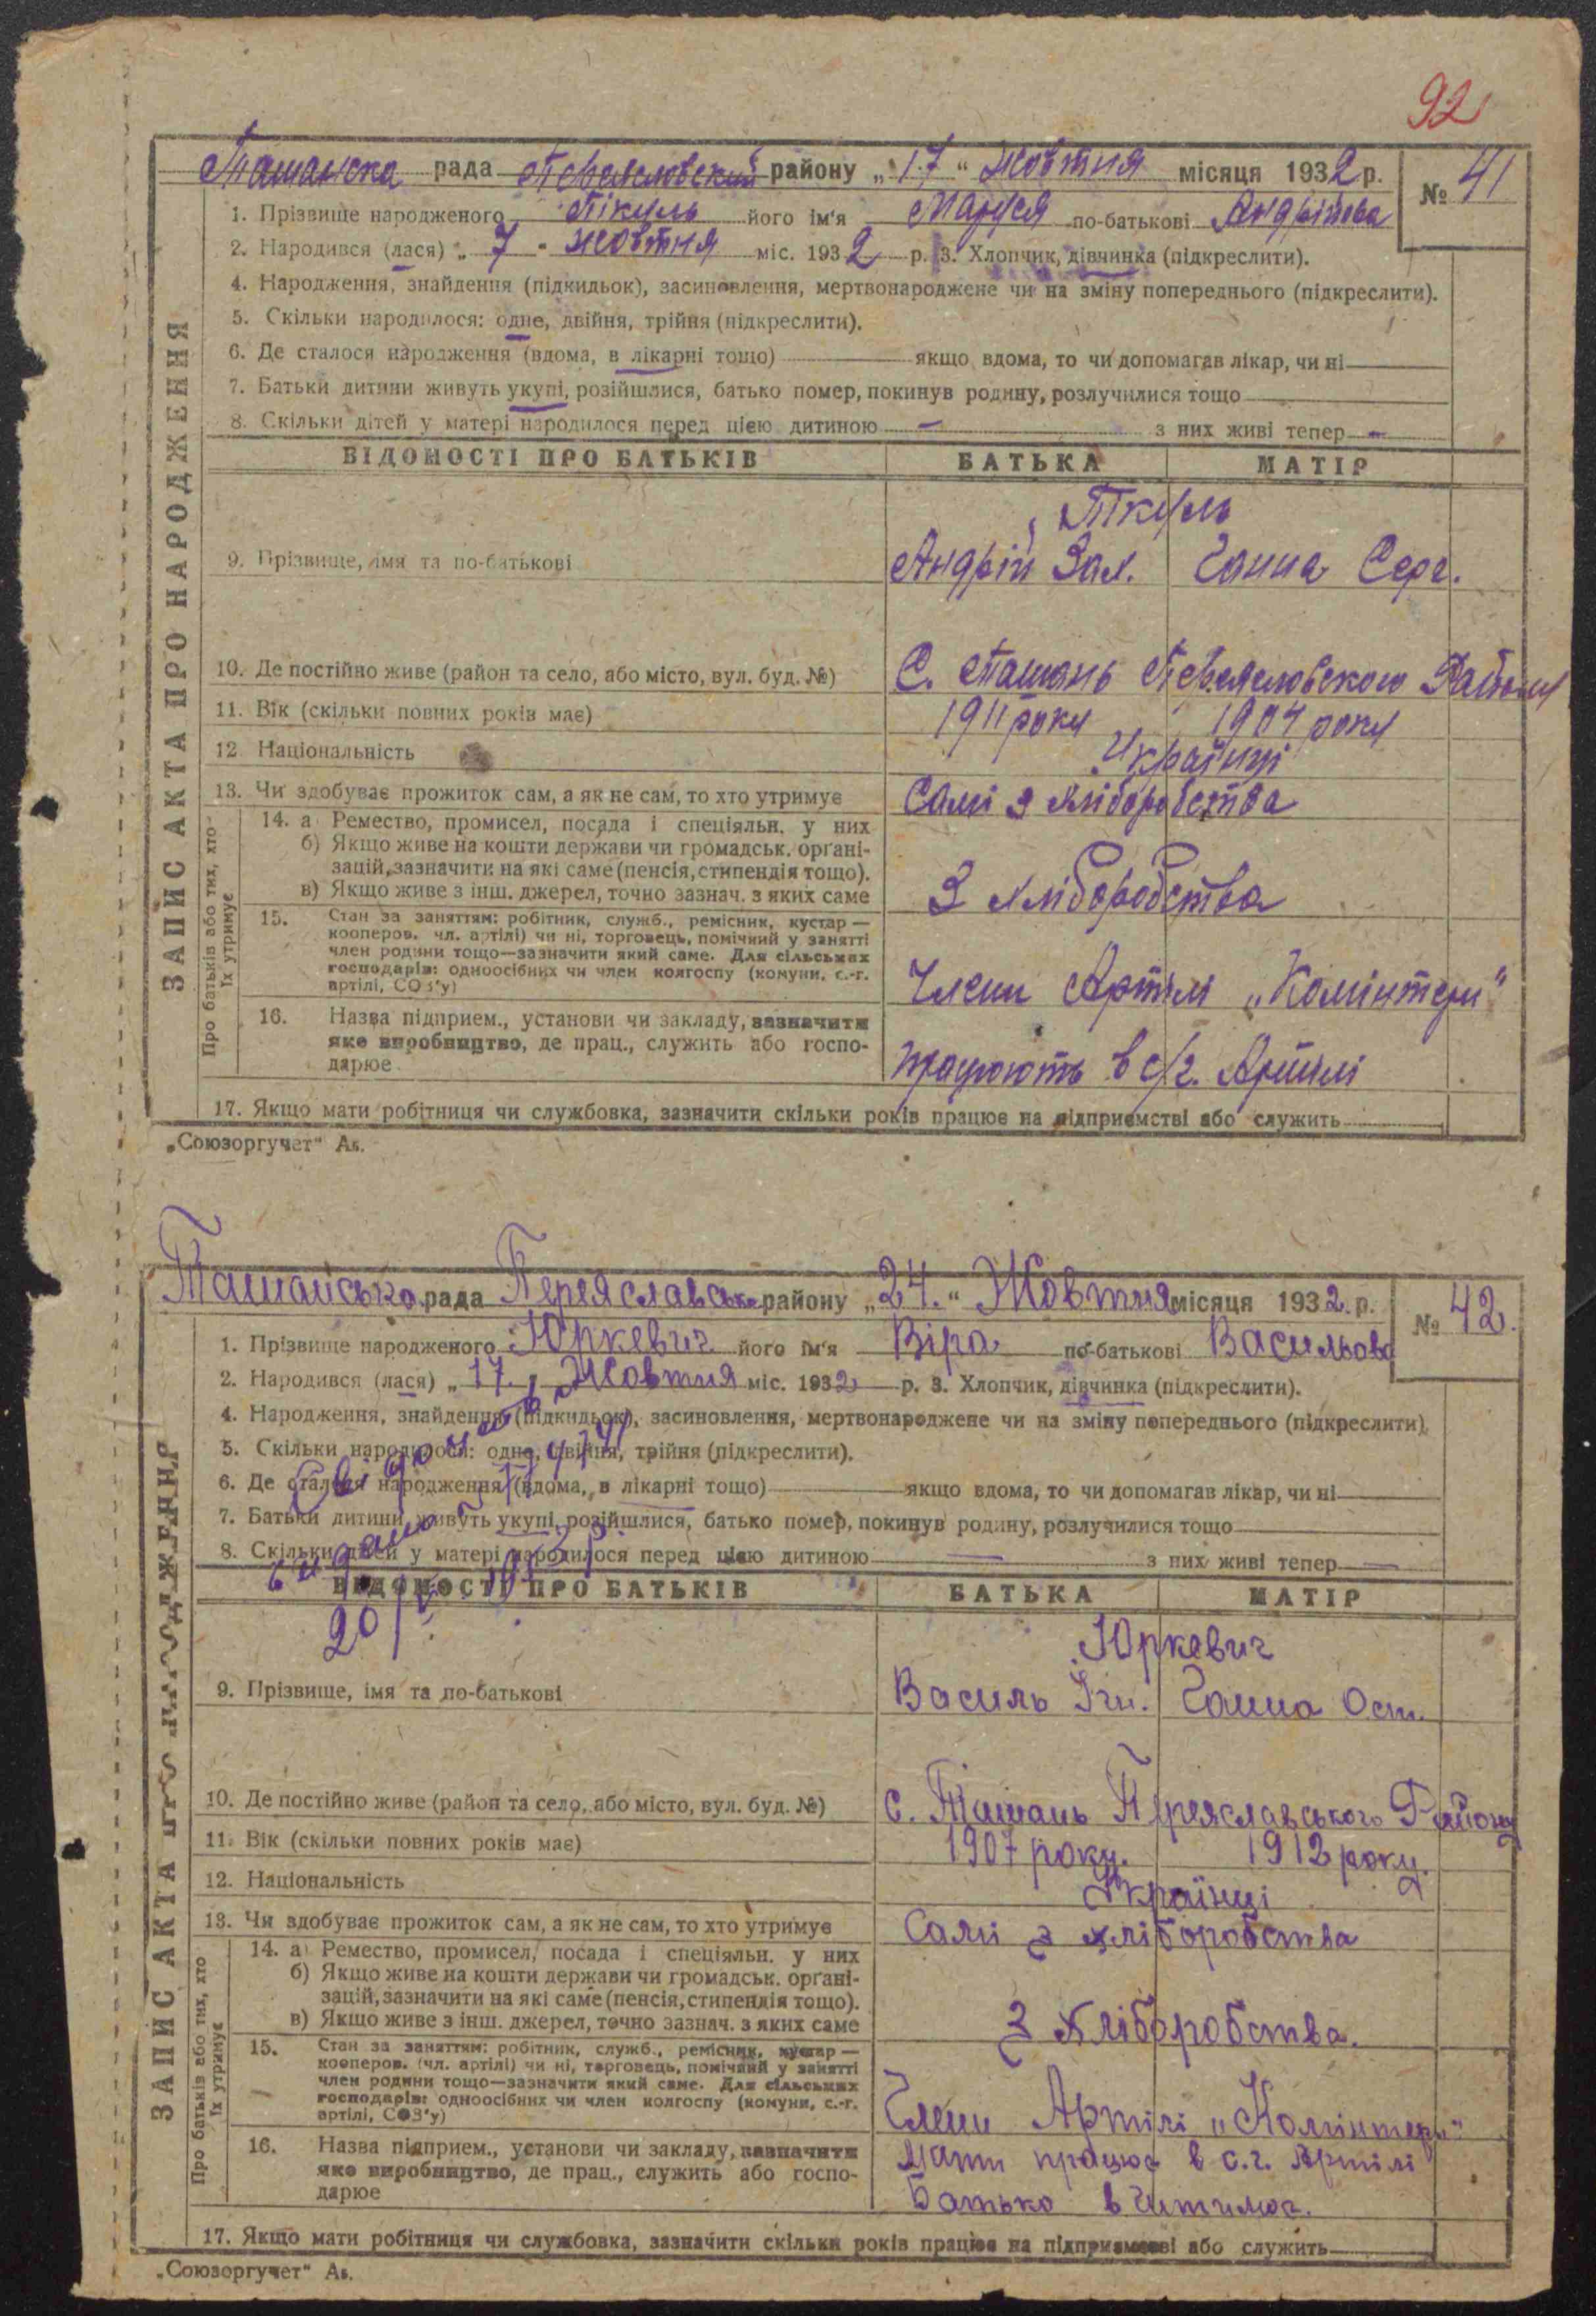 92
Ташанска рада Переяславский району „17“ Жовтня місяця 1932 р. № 41
1. Прізвище народженого Пікуль його ім'я Маруся по-батькові Андріїва
2. Народився (лася) „ 7 " жовтня міс. 1932 р. 3. Хлопчик, дівчинка (підкреслити).
4. Народження, знайдення (підкидьок), засиновлення, мертвонароджене чи на зміну попереднього (підкреслити).
5. Скільки народилося: одне, двійня, трійня (підкреслити).
6. Де сталося народження (вдома, в лікарні тощо) якщо вдома, то чи допомагав лікар, чи ні
7. Батьки дитини живуть укупі, розійшлися, батько помер, покинув родину, розлучилися тощо
8. Скільки дітей у матері народилося перед цією дитиною — з них живі тепер —
ВІДОМОСТІ ПРО БАТЬКІВ БАТЬКА МАТІР
ЗАПИС АКТА ПРО НАРОДЖЕННЯ
Пікуль
9. Прізвище, імя та по-батькові Андрій Зах. Ганна Серг.
10. Де постійно живе (район та село, або місто, вул. буд. №) С. Ташань Переяславского Району
11. Вік (скільки повних років має) 1911 року 1904 року
12 Національність Українці
13. Чи здобуває прожиток сам, а як не сам, то хто утримує Самі з хліборобства
Про батьків або тих, хто їх утримує
14. а Ремество, промисел, посада і спеціяльн. у них
б) Якщо живе на кошти держави чи громадськ. органі-
зацій, зазначити на які саме (пенсія, стипендія тощо).
в) Якщо живе з інш. джерел, точно зазнач. з яких саме З хліборобства
15. Стан за заняттям: робітник, служб., ремісник, кустар —
кооперов. чл. артілі) чи ні, торговець, помічний у занятті
член родини тощо—зазначити який саме. Для сільських
господарів: одноосібних чи член колгоспу (комуни, с.-г.
артілі, СОЗ'у) Члени Артілі „Комінтерн"
16. Назва підприєм., установи чи закладу, зазначити
яке виробництво, де прац., служить або госпо-
дарює Працюють в с/г. Артілі
17. Якщо мати робітниця чи службовка, зазначити скільки років працює на підприємстві або служить
„Союзоргучет“ Ак.
Ташанська рада Переяславське району „24.“ Жовтня місяця 1932 р. № 42.
1. Прізвище народженого Юркевич його ім'я Віра по-батькові Васильова
2. Народився (лася) „ 17. " Жовтня міс. 1932 р. 3. Хлопчик, дівчинка (підкреслити).
4. Народження, знайдення (підкидьок), засиновлення, мертвонароджене чи на зміну попереднього (підкреслити).
5. Скільки народилося: одне, двійня, трійня (підкреслити).
6. Де сталося народження (вдома, в лікарні тощо) якщо вдома, то чи допомагав лікар, чи ні
7. Батьки дитини живуть укупі, розійшлися, батько помер, покинув родину, розлучилися тощо
8. Скільки дітей у матері народилося перед цією дитиною — з них живі тепер —
ВІДОМОСТІ ПРО БАТЬКІВ БАТЬКА МАТІР
ЗАПИС АКТА ПРО НАРОДЖЕННЯ
Юркевич
9. Прізвище, імя та по-батькові Василь Ігн. Ганна Ост.
10. Де постійно живе (район та село, або місто, вул. буд. №) с. Ташань Переяславського Району
11. Вік (скільки повних років має) 1907 року. 1912 року.
12. Національність Українці
13. Чи здобуває прожиток сам, а як не сам, то хто утримує Самі з хліборобства
Про батьків або тих, хто їх утримує
14. а) Ремество, промисел, посада і спеціяльн. у них
б) Якщо живе на кошти держави чи громадськ. органі-
зацій, зазначити на які саме (пенсія, стипендія тощо).
в) Якщо живе з інш. джерел, точно зазнач. з яких саме З хліборобства.
15. Стан за заняттям: робітник, служб., ремісник, кустар —
кооперов. (чл. артілі) чи ні, торговець, помічний у занятті
член родини тощо—зазначити який саме. Для сільських
господарів: одноосібних чи член колгоспу (комуни, с.-г.
артілі, СОЗ'у) Члени Артілі „Комінтерн"
16. Назва підприєм., установи чи закладу, зазначити Мати працює в с.г. Артілі
яке виробництво, де прац., служить або госпо-
дарює Батько в
17. Якщо мати робітниця чи службовка, зазначити скільки років працює на підприємстві або служить
„Союзоргучет“ Ак.